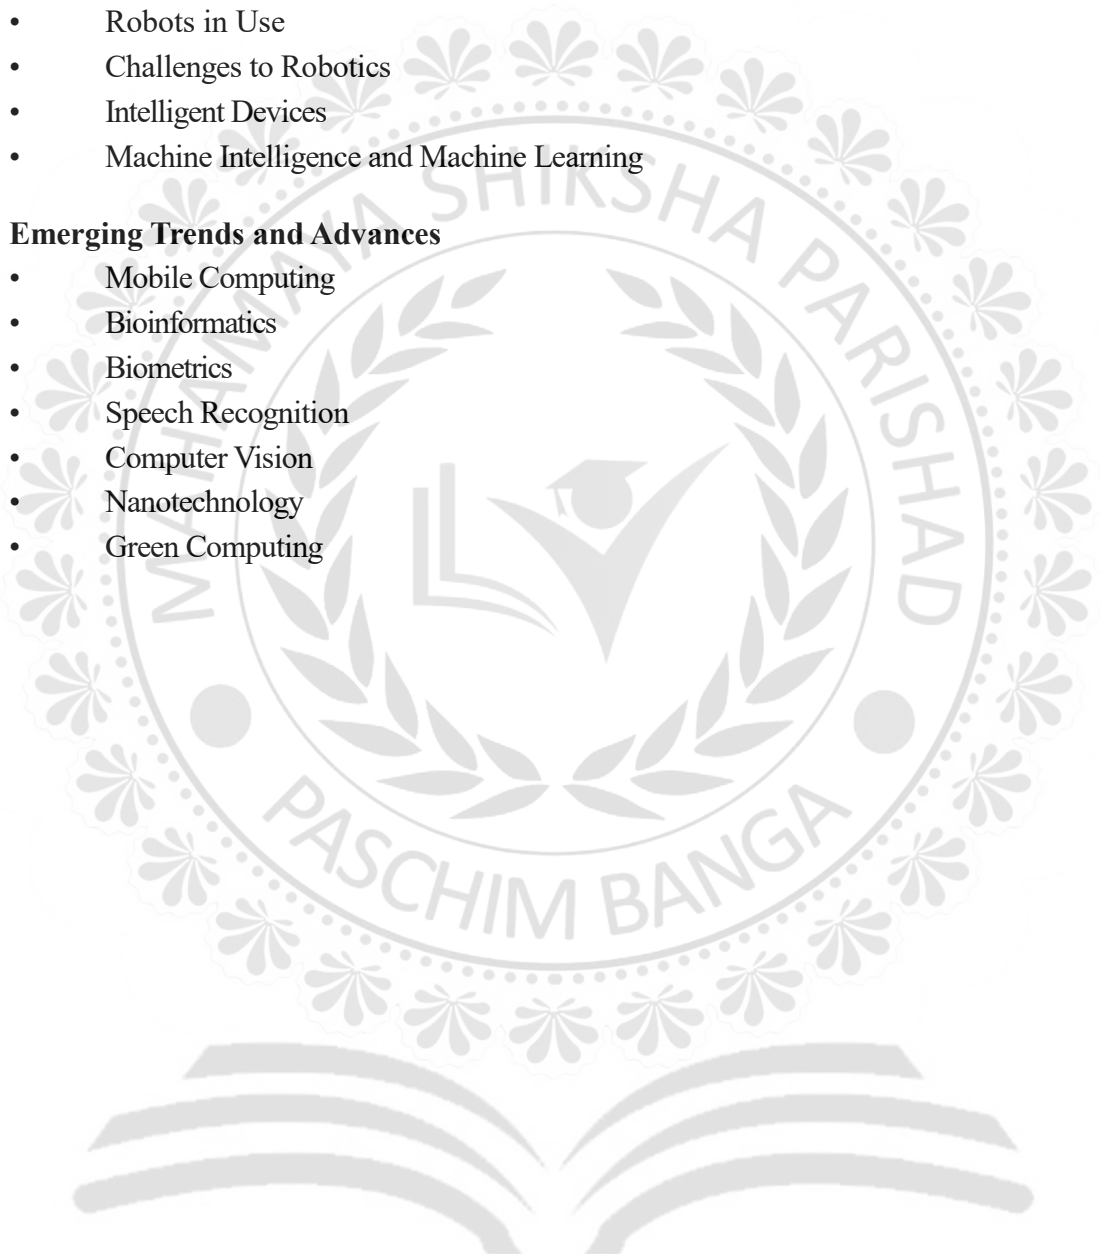 • Robots in Use
• Challenges to Robotics
• Intelligent Devices
• Machine Intelligence and Machine Learning
Emerging Trends and Advances
• Mobile Computing
• Bioinformatics
• Biometrics
• Speech Recognition
• Computer Vision
• Nanotechnology
• Green Computing
MAHAMAYA SHIKSHA PARISHAD
PASCHIM BANGA